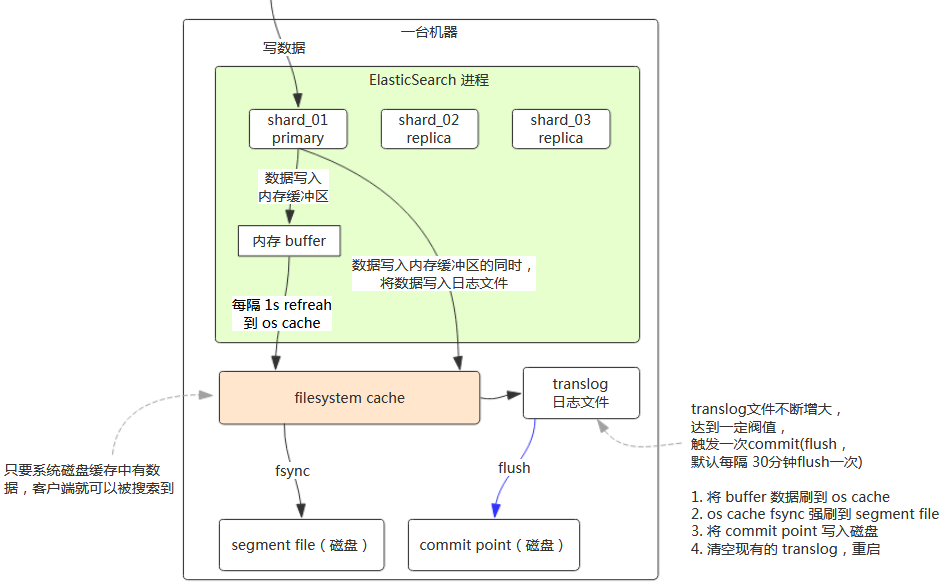 一台机器
写数据
ElasticSearch 进程
shard_01
primary
shard_02
replica
shard_03
replica
数据写入
内存缓冲区
内存 buffer
数据写入内存缓冲区的同时，
将数据写入日志文件
每隔 1s refreah
到 os cache
filesystem cache
translog
日志文件
translog文件不断增大，
达到一定阀值，
触发一次commit(flush，
默认每隔 30分钟flush一次)
只要系统磁盘缓存中有数
据，客户端就可以被搜索到
fsync
flush
1. 将 buffer 数据刷到 os cache
2. os cache fsync 强刷到 segment file
3. 将 commit point 写入磁盘
4. 清空现有的 translog，重启
segment file（磁盘）
commit point（磁盘）